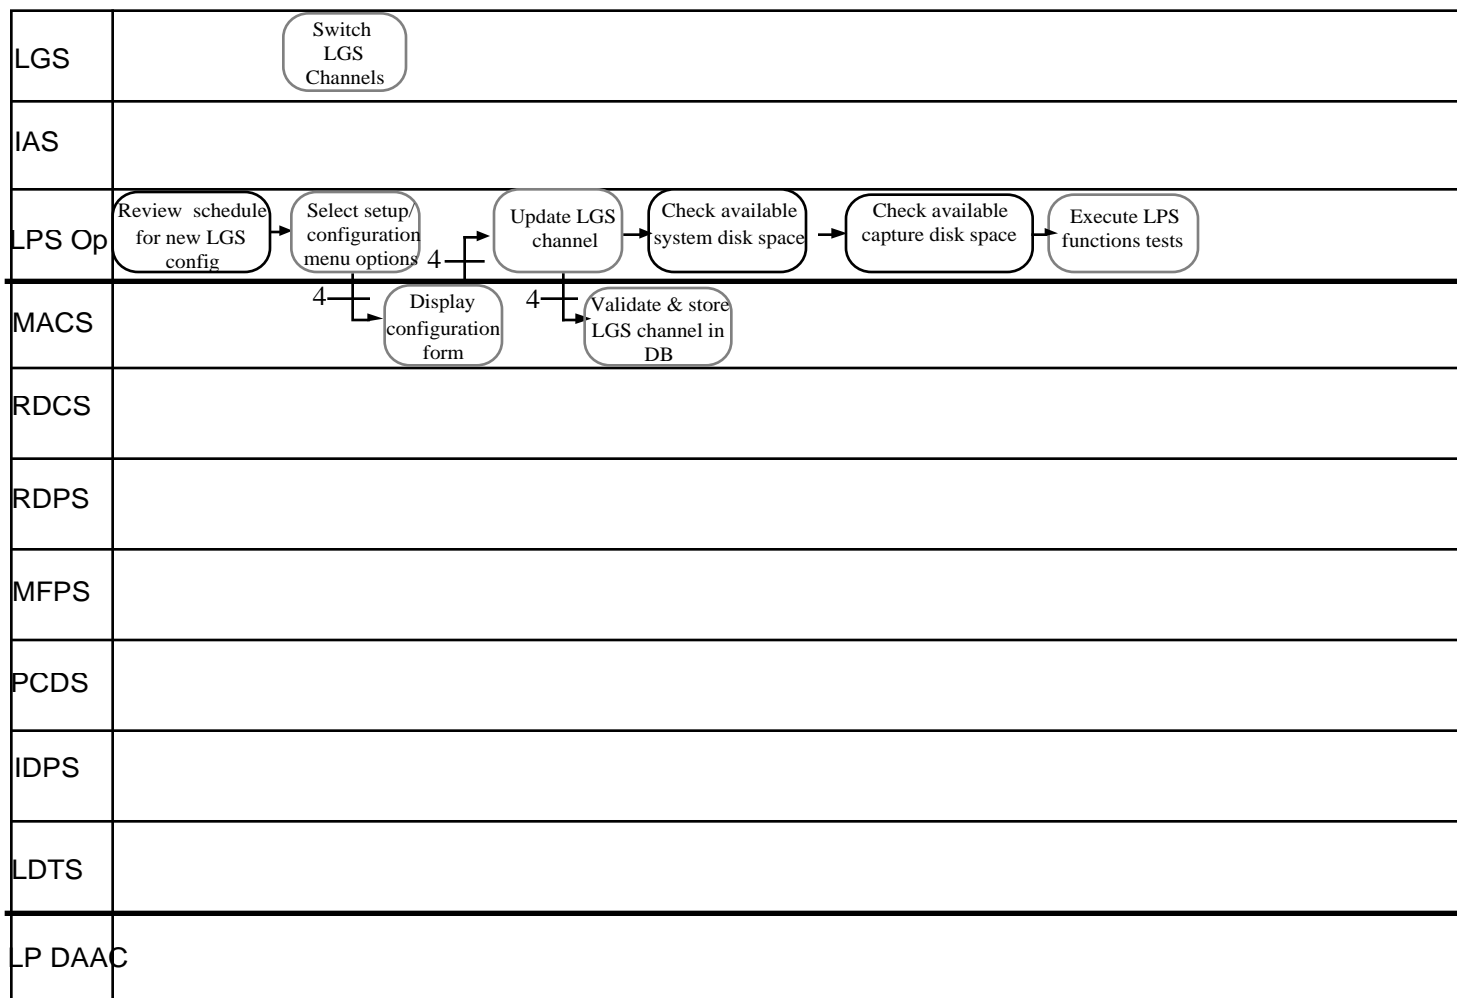 LGS
Switch
LGS
Channels
IAS
LPS Op
Review schedule
for new LGS
config
Select setup/
configuration
menu options
4
Update LGS
channel
Check available
system disk space
Check available
capture disk space
Execute LPS
functions tests
MACS
4
Display
configuration
form
4
Validate & store
LGS channel in
DB
RDCS
RDPS
MFPS
PCDS
IDPS
LDTS
LP DAAC